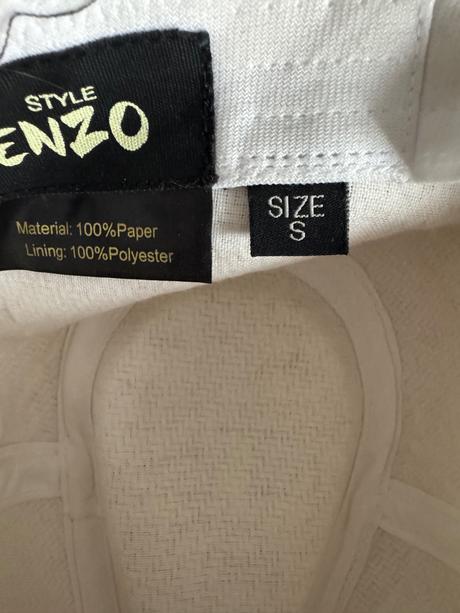 STYLE
ENZO
SIZE
S
Material: 100%Paper
Lining: 100%Polyester